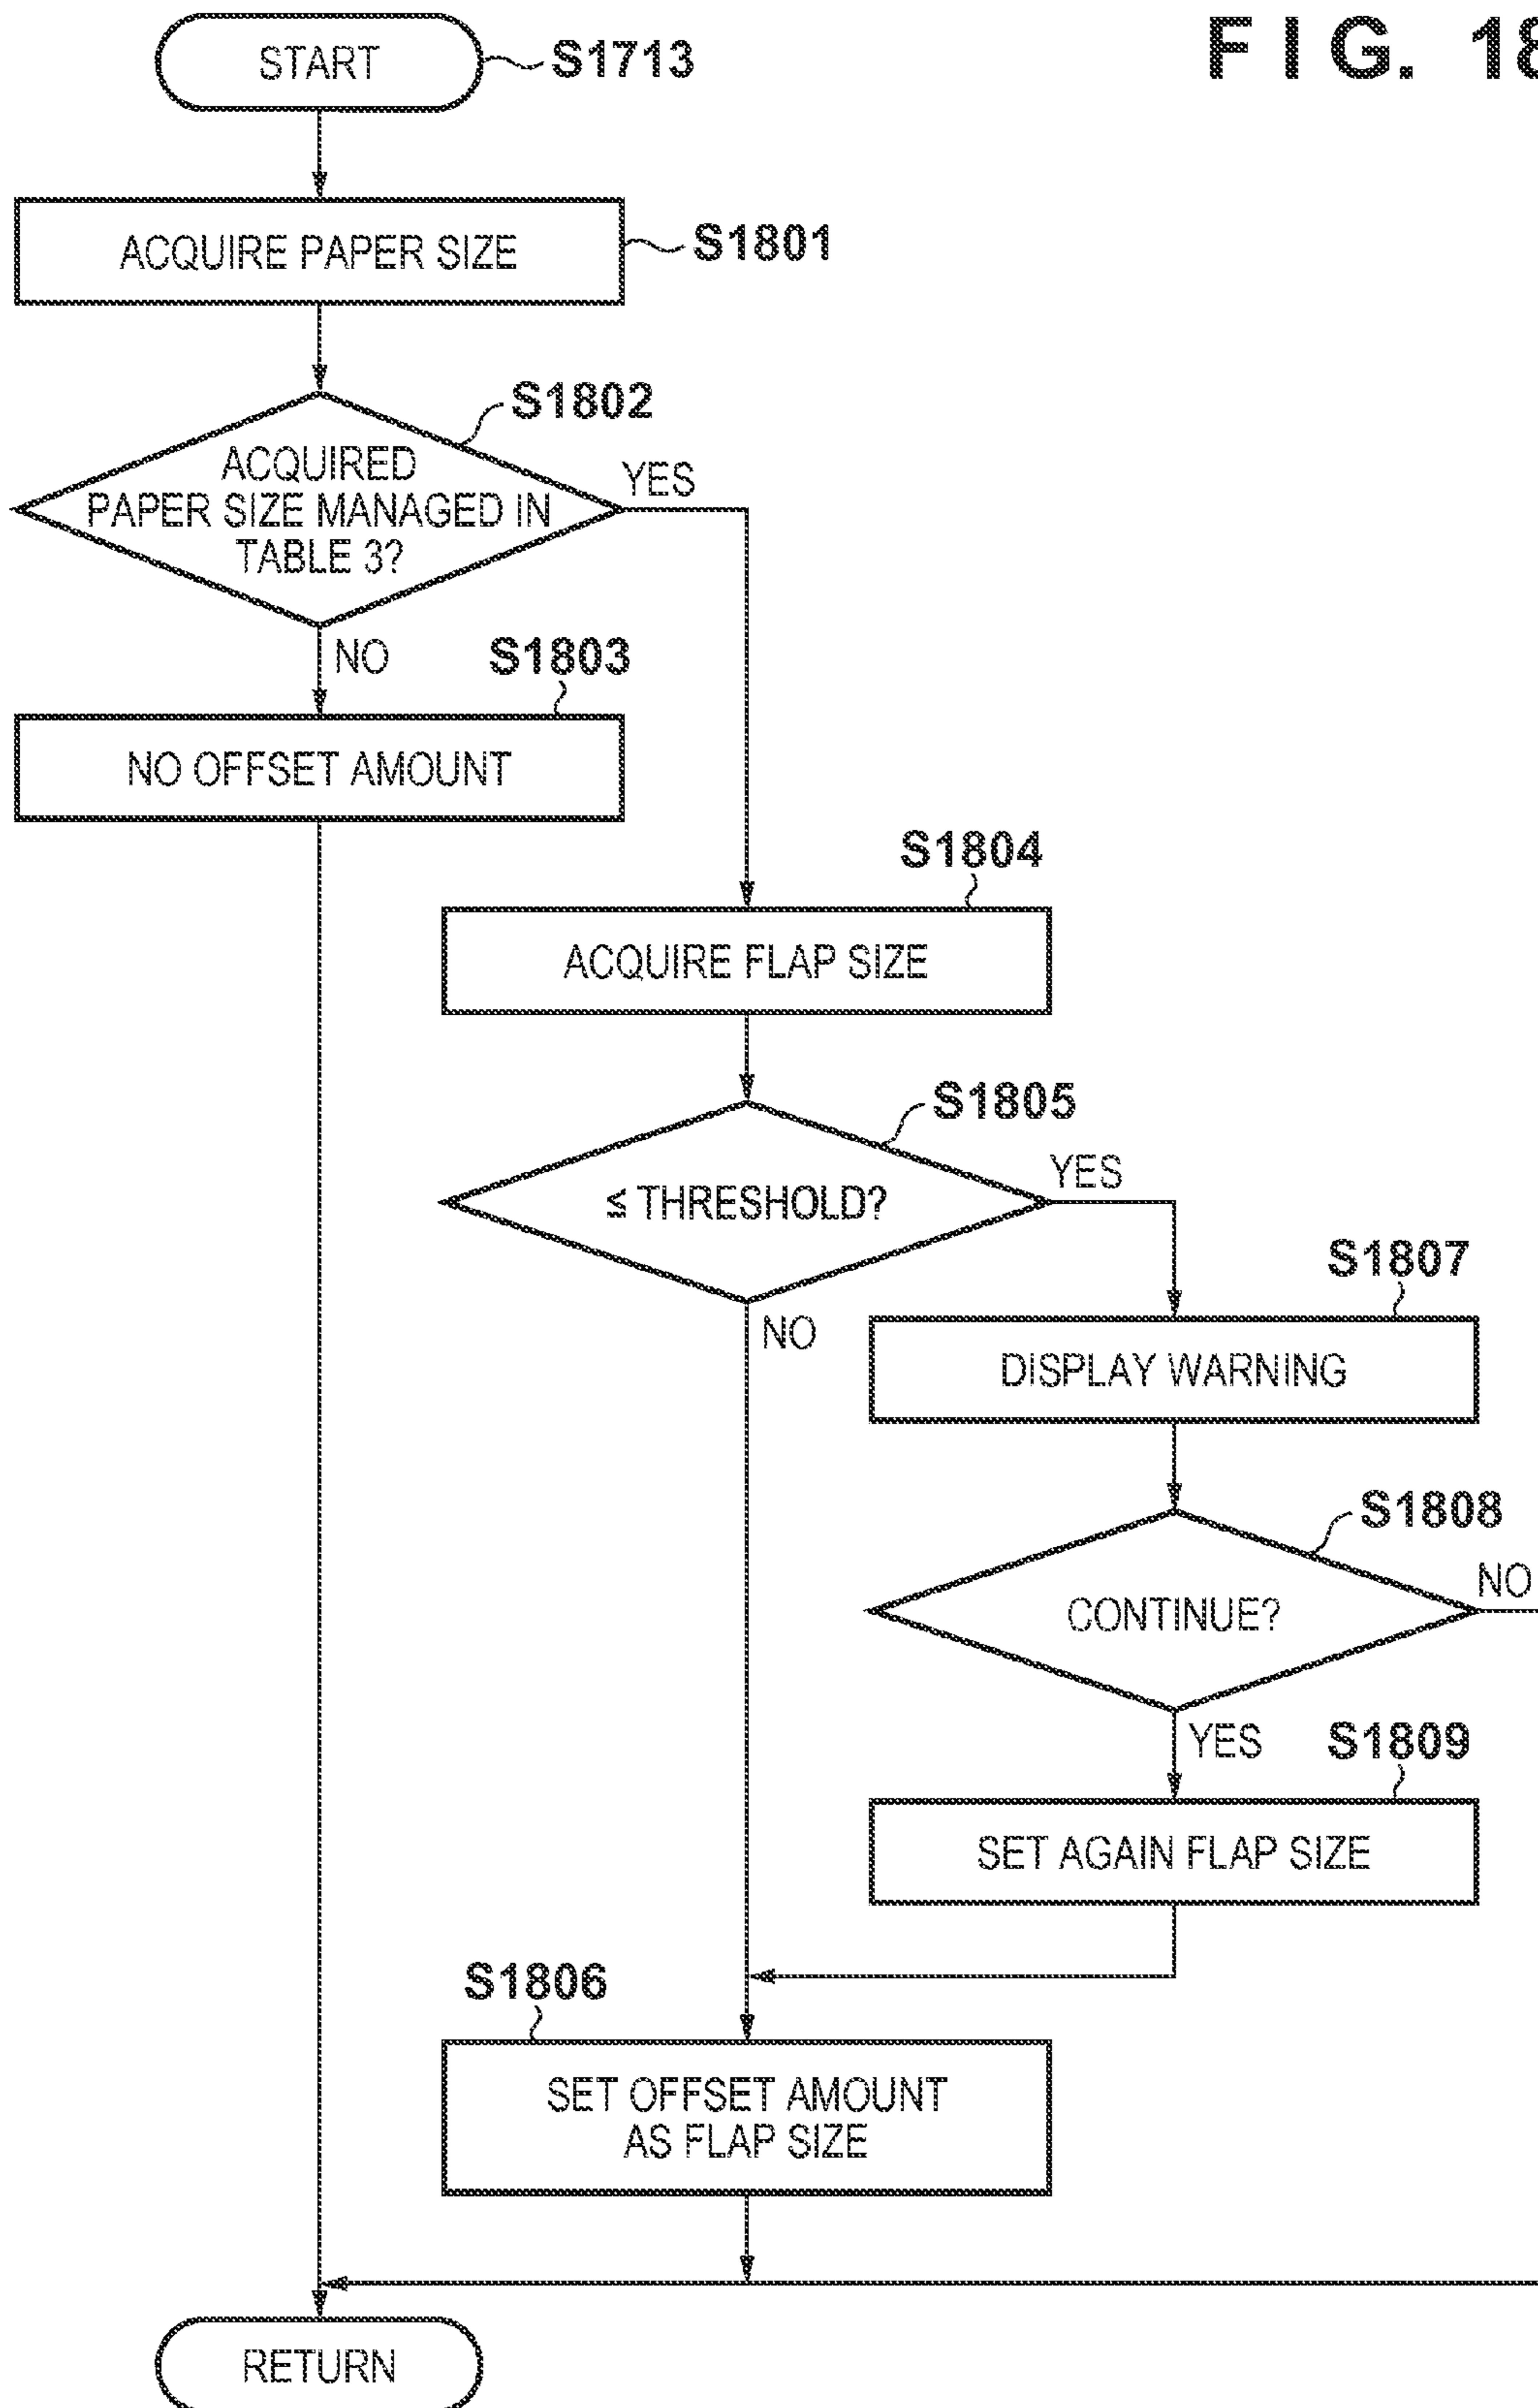 FIG. 18
START
S1713
ACQUIRE PAPER SIZE
S1801
S1802
ACQUIRED
PAPER SIZE MANAGED IN
TABLE 3?
YES
NO
S1803
NO OFFSET AMOUNT
S1804
ACQUIRE FLAP SIZE
S1805
≤ THRESHOLD?
YES
NO
S1807
DISPLAY WARNING
S1808
CONTINUE?
NO
YES
S1809
SET AGAIN FLAP SIZE
S1806
SET OFFSET AMOUNT
AS FLAP SIZE
RETURN